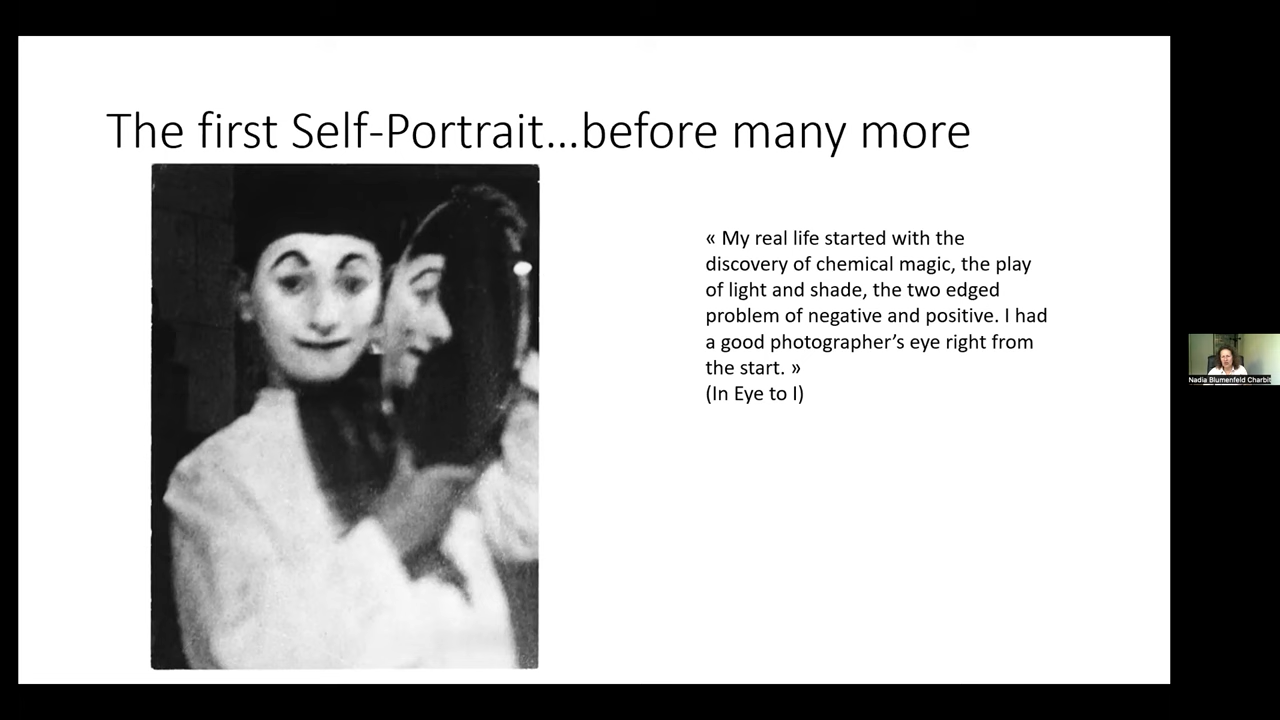 The first Self-Portrait...before many more
« My real life started with the
discovery of chemical magic, the play
of light and shade, the two edged
problem of negative and positive. I had
a good photographer’s eye right from
the start. »
(In Eye to I)
Nadia Blumenfeld Charbit